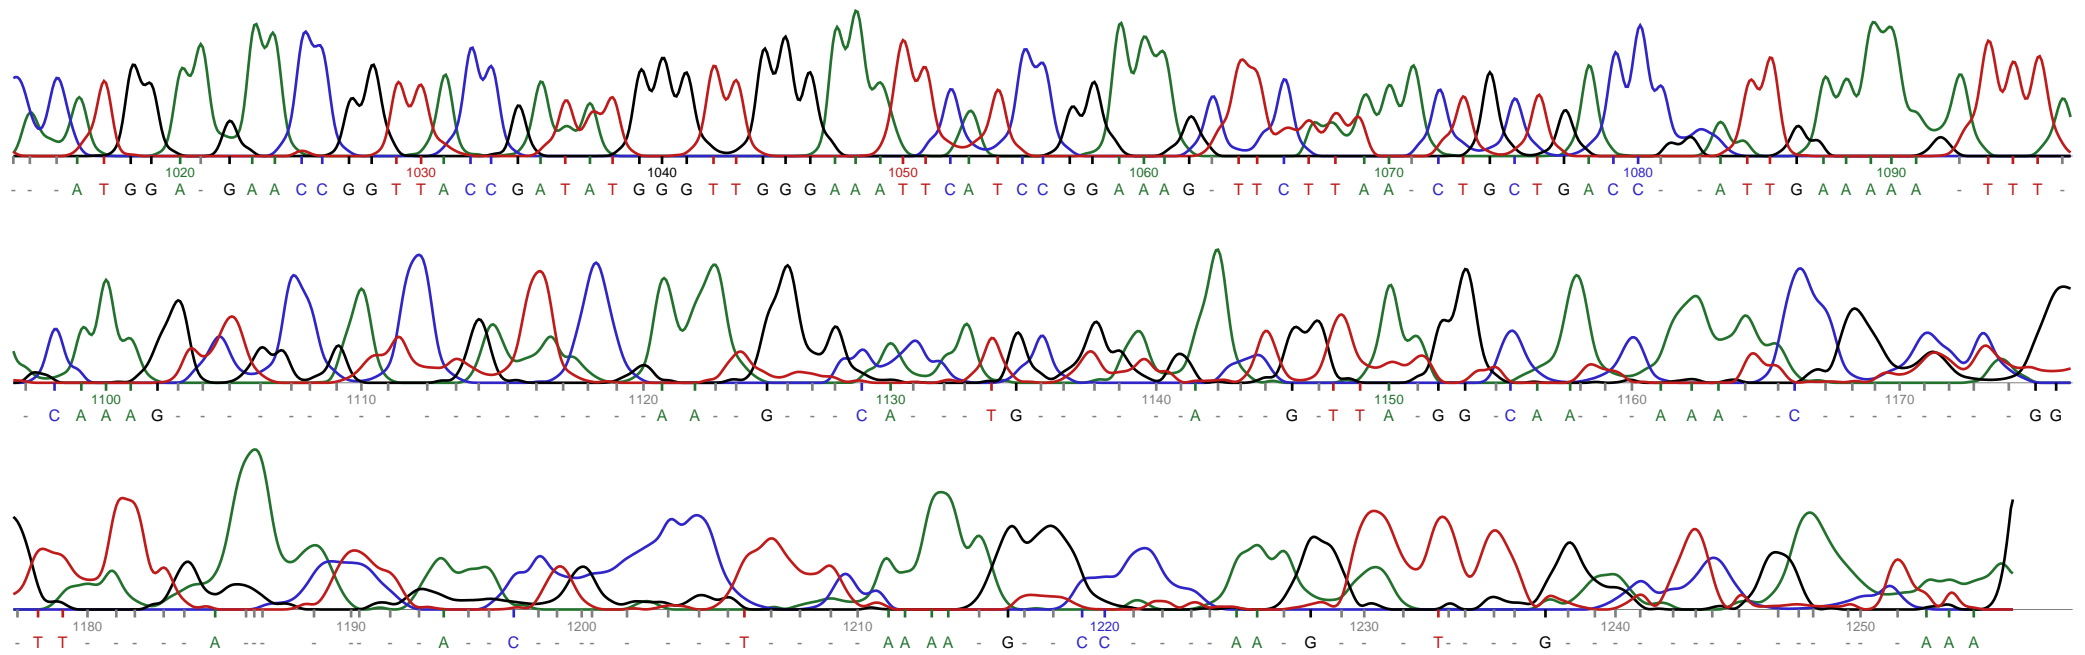 1020 1030 1040 1050 1060 1070 1080 1090
- - - A T G G A - G A A C C G G T T A C C G A T A T G G G T T G G G A A A T T C A T C C G G A A A G - T T C T T A A - C T G C T G A C C - - A T T G A A A A A - T T T -
1100 1110 1120 1130 1140 1150 1160 1170
- C A A A G - - - - - - - - - - - - - - - - - - A A - - G - - C A - - - T G - - - - - - A - - - G - T T A - G G - C A A - - - A A A - - C - - - - - - - - G G
1180 1190 1200 1210 1220 1230 1240 1250
- T T - - - - - A - - - - - - - - - A - - C - - - - - - - - T - - - - A A A A - G - - C C - - - - A A - G - - - - T - - - - G - - - - - - - - - - - - - A A A